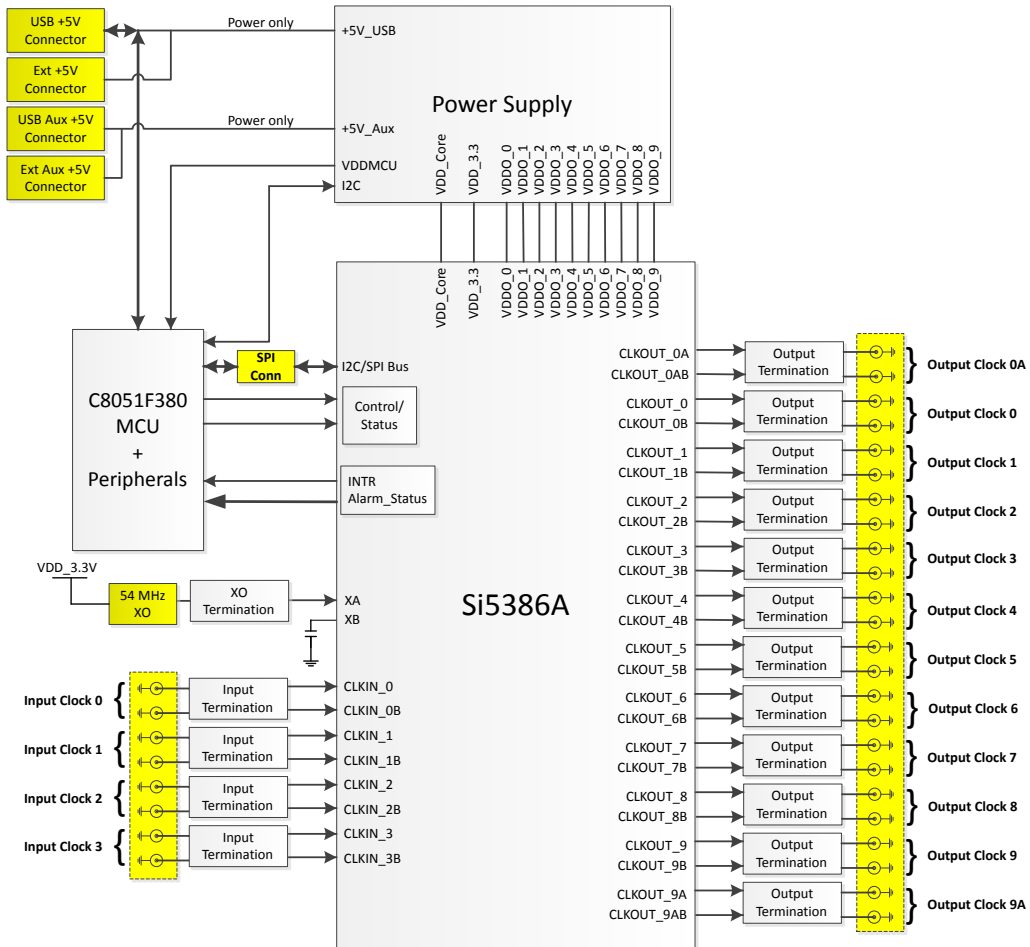 USB +5V
Connector
Ext +5V
Connector
USB Aux +5V
Connector
Ext Aux +5V
Connector
Power only
Power only
+5V_USB
Power Supply
+5V_Aux
VDDMCU
I2C
VDD_Core
VDD_3.3
VDDO_0
VDDO_1
VDDO_2
VDDO_3
VDDO_4
VDDO_5
VDDO_6
VDDO_7
VDDO_8
VDDO_9
VDD_Core
VDD_3.3
VDDO_0
VDDO_1
VDDO_2
VDDO_3
VDDO_4
VDDO_5
VDDO_6
VDDO_7
VDDO_8
VDDO_9
C8051F380
MCU
+
Peripherals
SPI
Conn
I2C/SPI Bus
Control/
Status
INTR
Alarm_Status
VDD_3.3V
54 MHz
XO
XO
Termination
XA
XB
Si5386A
Input Clock 0
Input
Termination
CLKIN_0
CLKIN_0B
Input Clock 1
Input
Termination
CLKIN_1
CLKIN_1B
Input Clock 2
Input
Termination
CLKIN_2
CLKIN_2B
Input Clock 3
Input
Termination
CLKIN_3
CLKIN_3B
CLKOUT_0A
CLKOUT_0AB
Output
Termination
Output Clock 0A
CLKOUT_0
CLKOUT_0B
Output
Termination
Output Clock 0
CLKOUT_1
CLKOUT_1B
Output
Termination
Output Clock 1
CLKOUT_2
CLKOUT_2B
Output
Termination
Output Clock 2
CLKOUT_3
CLKOUT_3B
Output
Termination
Output Clock 3
CLKOUT_4
CLKOUT_4B
Output
Termination
Output Clock 4
CLKOUT_5
CLKOUT_5B
Output
Termination
Output Clock 5
CLKOUT_6
CLKOUT_6B
Output
Termination
Output Clock 6
CLKOUT_7
CLKOUT_7B
Output
Termination
Output Clock 7
CLKOUT_8
CLKOUT_8B
Output
Termination
Output Clock 8
CLKOUT_9
CLKOUT_9B
Output
Termination
Output Clock 9
CLKOUT_9A
CLKOUT_9AB
Output
Termination
Output Clock 9A